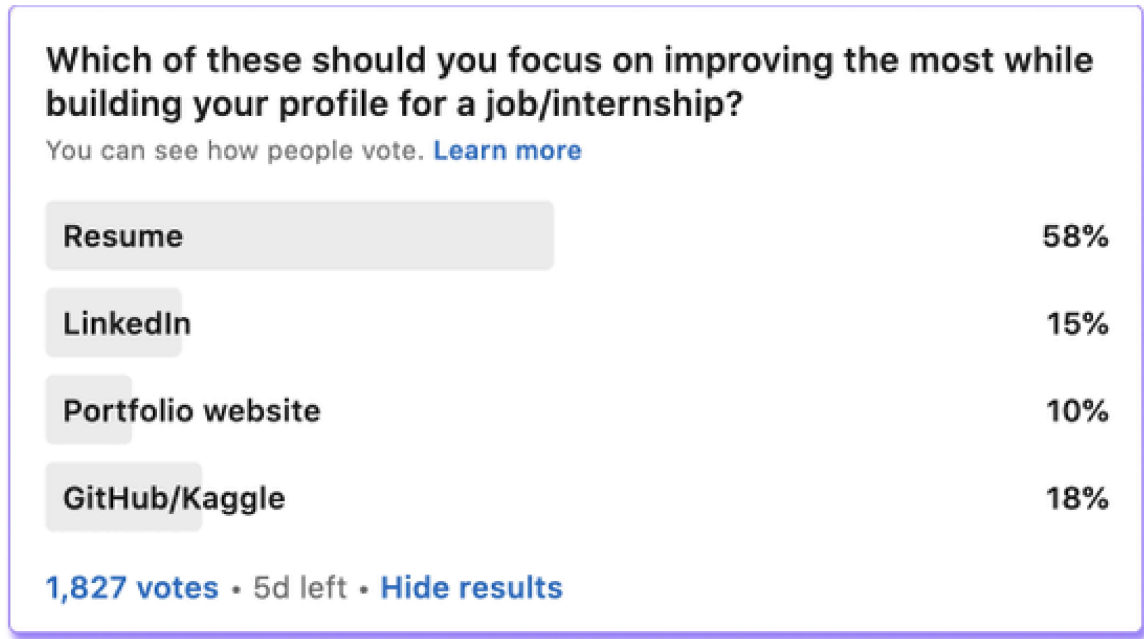 Which of these should you focus on improving the most while
building your profile for a job/internship?
You can see how people vote. Learn more
Resume 58%
LinkedIn 15%
Portfolio website 10%
GitHub/Kaggle 18%
1,827 votes • 5d left • Hide results